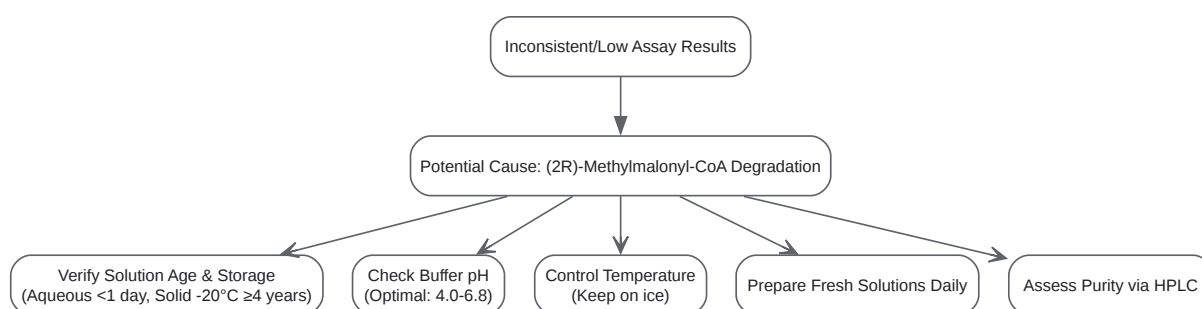 Inconsistent/Low Assay Results
Potential Cause: (2R)-Methylmalonyl-CoA Degradation
Verify Solution Age & Storage
(Aqueous <1 day, Solid -20°C ≥4 years)
Check Buffer pH
(Optimal: 4.0-6.8)
Control Temperature
(Keep on ice)
Prepare Fresh Solutions Daily
Assess Purity via HPLC